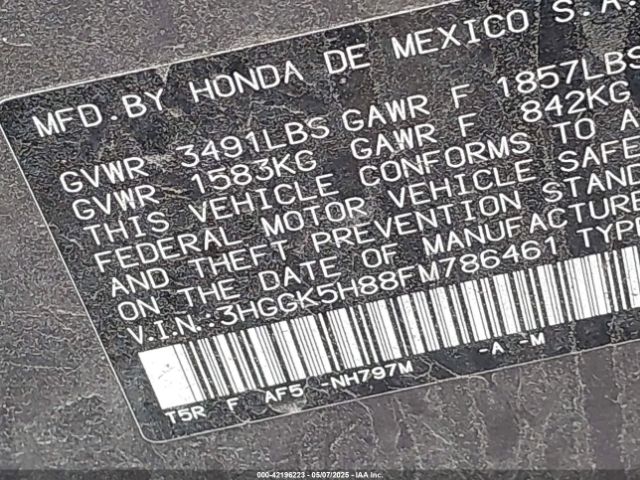 MFD.BY HONDA DE MEXICO S.A.
GVWR 3491LBS GAWR F 1857LBS
GVWR 1583KG GAWR F 842KG
THIS VEHICLE CONFORMS TO A
FEDERAL MOTOR VEHICLE SAFE
AND THEFT PREVENTION STAND
ON THE DATE OF MANUFACTURE
V.I.N.:3HGGK5H88FM786461 TYPE
T5R F AF5 -NH797M -A -M
000-42196223 - 05/07/2025 - IAA Inc.